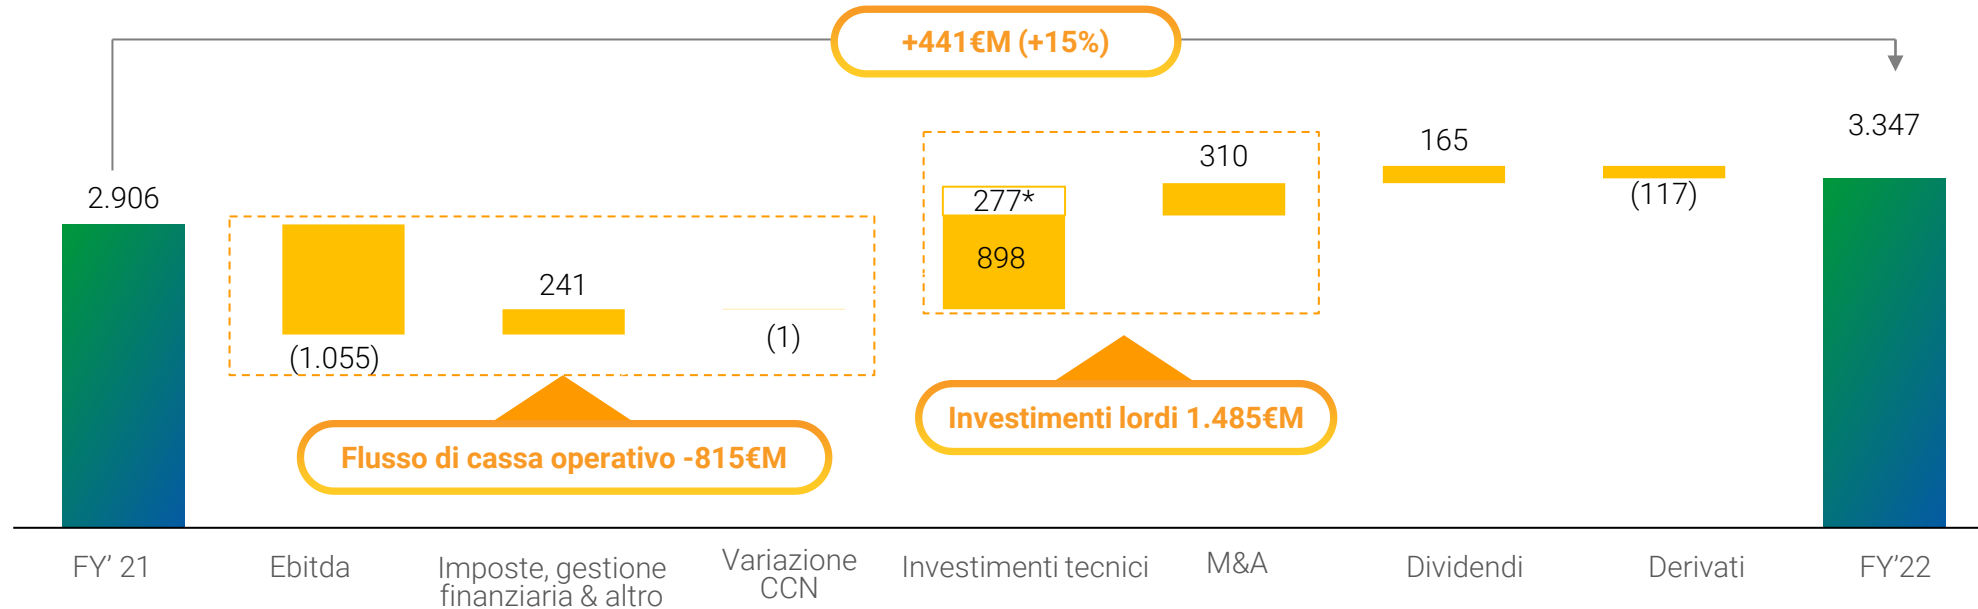 +441€M (+15%)
2.906
(1.055)
241
(1)
277*
898
310
165
(117)
3.347
Flusso di cassa operativo -815€M
Investimenti lordi 1.485€M
FY' 21
Ebitda
Imposte, gestione
finanziaria & altro
Variazione
CCN
Investimenti tecnici
M&A
Dividendi
Derivati
FY'22